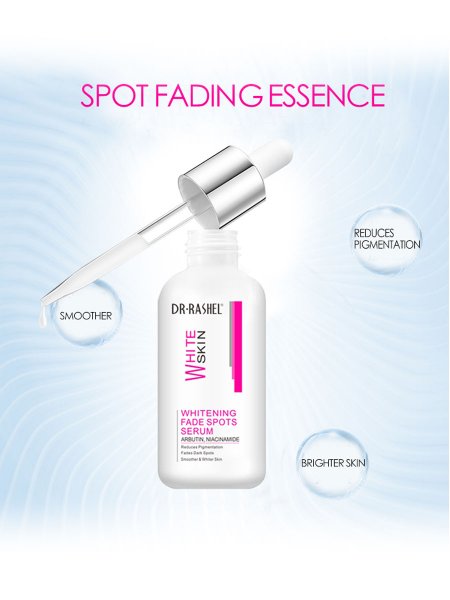 SPOT FADING ESSENCE
REDUCES
PIGMENTATION
SMOOTHER
DR·RASHEL®
WHITE
SKIN
WHITENING
FADE SPOTS
SERUM
ARBUTIN, NIACINAMIDE
Reduces Pigmentation
Fades Dark Spots
Smoother & Whiter Skin
BRIGHTER SKIN